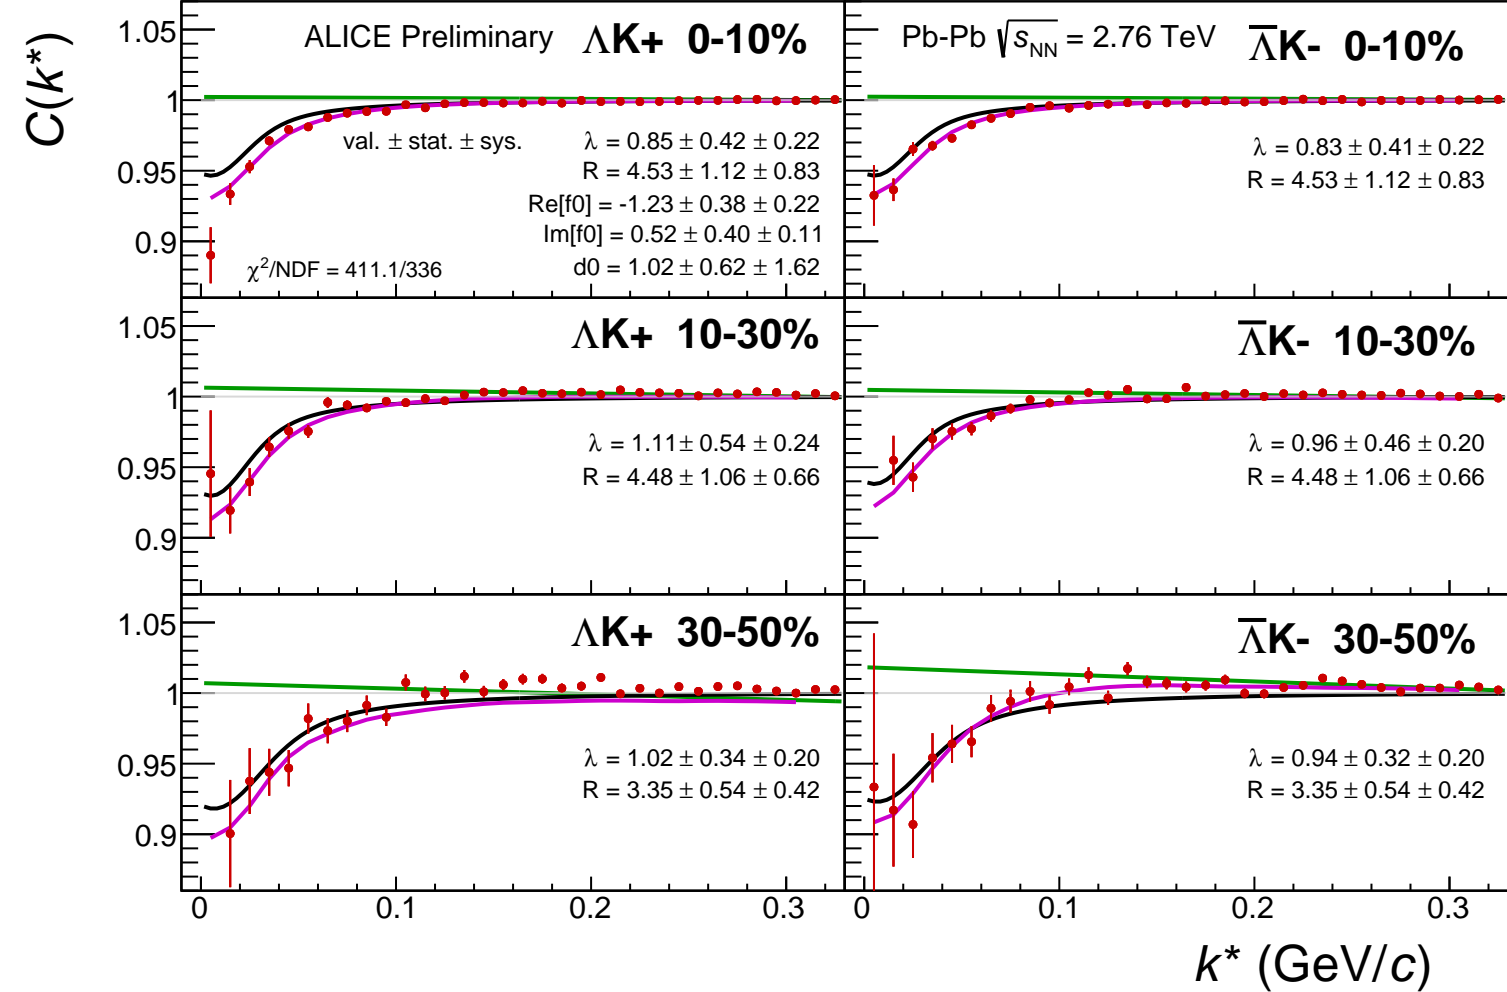 C(k*)
ALICE Preliminary ΛK+ 0-10%
val. ± stat. ± sys.
λ = 0.85 ± 0.42 ± 0.22
R = 4.53 ± 1.12 ± 0.83
Re[f0] = -1.23 ± 0.38 ± 0.22
Im[f0] = 0.52 ± 0.40 ± 0.11
χ²/NDF = 411.1/336
d0 = 1.02 ± 0.62 ± 1.62
1.05
1
0.95
0.9
Pb-Pb √s_NN = 2.76 TeV Λ̅K- 0-10%
λ = 0.83 ± 0.41 ± 0.22
R = 4.53 ± 1.12 ± 0.83
ΛK+ 10-30%
λ = 1.11 ± 0.54 ± 0.24
R = 4.48 ± 1.06 ± 0.66
1.05
1
0.95
0.9
Λ̅K- 10-30%
λ = 0.96 ± 0.46 ± 0.20
R = 4.48 ± 1.06 ± 0.66
ΛK+ 30-50%
λ = 1.02 ± 0.34 ± 0.20
R = 3.35 ± 0.54 ± 0.42
1.05
1
0.95
0.9
Λ̅K- 30-50%
λ = 0.94 ± 0.32 ± 0.20
R = 3.35 ± 0.54 ± 0.42
0 0.1 0.2 0.3
0 0.1 0.2 0.3
k* (GeV/c)